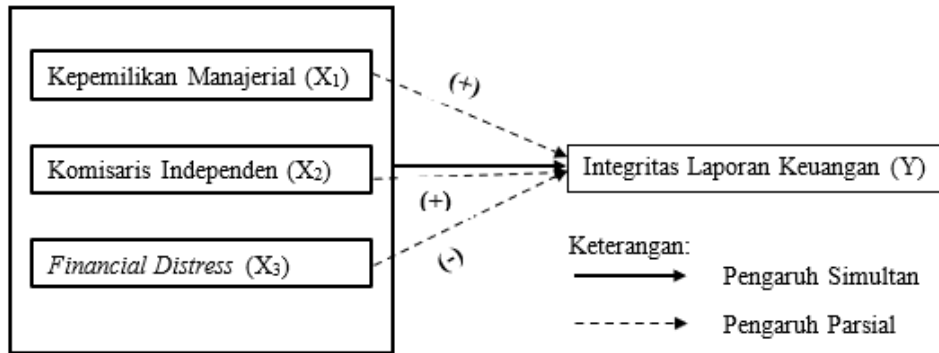 Kepemilikan Manajerial (X₁)
(+)
Komisaris Independen (X₂)
Integritas Laporan Keuangan (Y)
(+)
Financial Distress (X₃)
(-)
Keterangan:
Pengaruh Simultan
Pengaruh Parsial